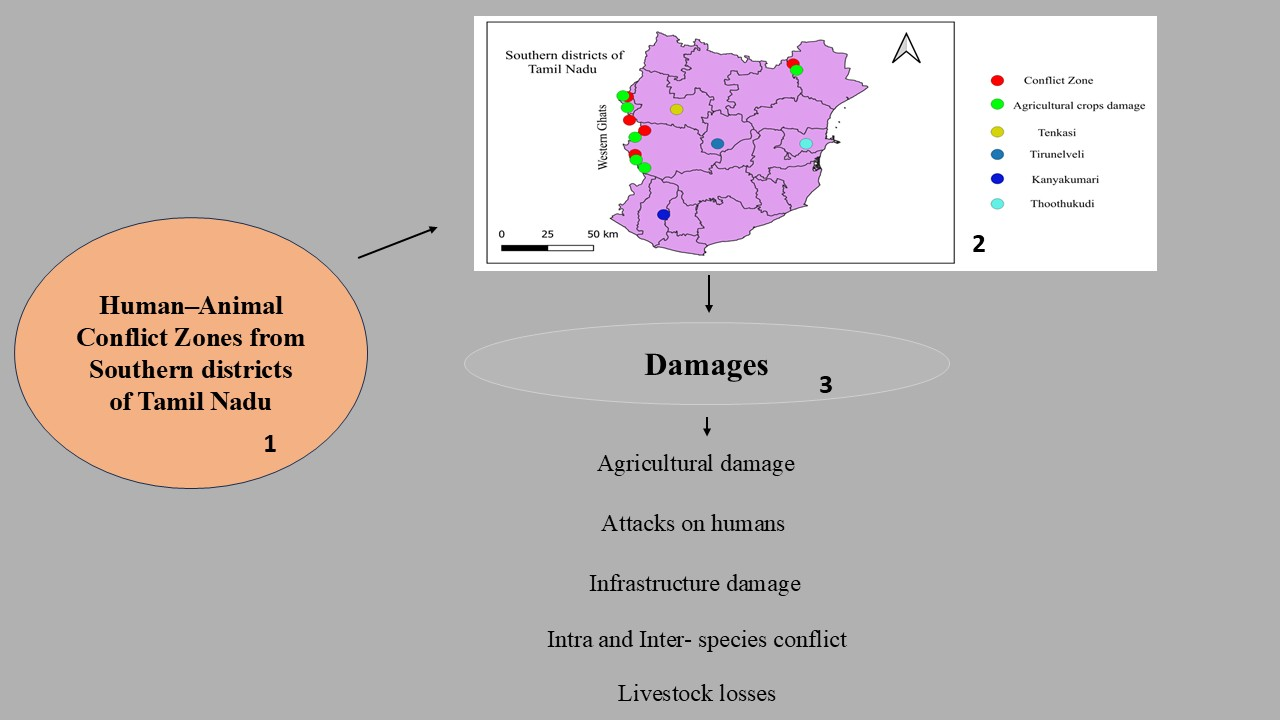 Human–Animal
Conflict Zones from
Southern districts
of Tamil Nadu
1
Southern districts of
Tamil Nadu
Western Ghats
0 25 50 km
Conflict Zone
Agricultural crops damage
Tenkasi
Tirunelveli
Kanyakumari
Thoothukudi
2
Damages
3
Agricultural damage
Attacks on humans
Infrastructure damage
Intra and Inter- species conflict
Livestock losses